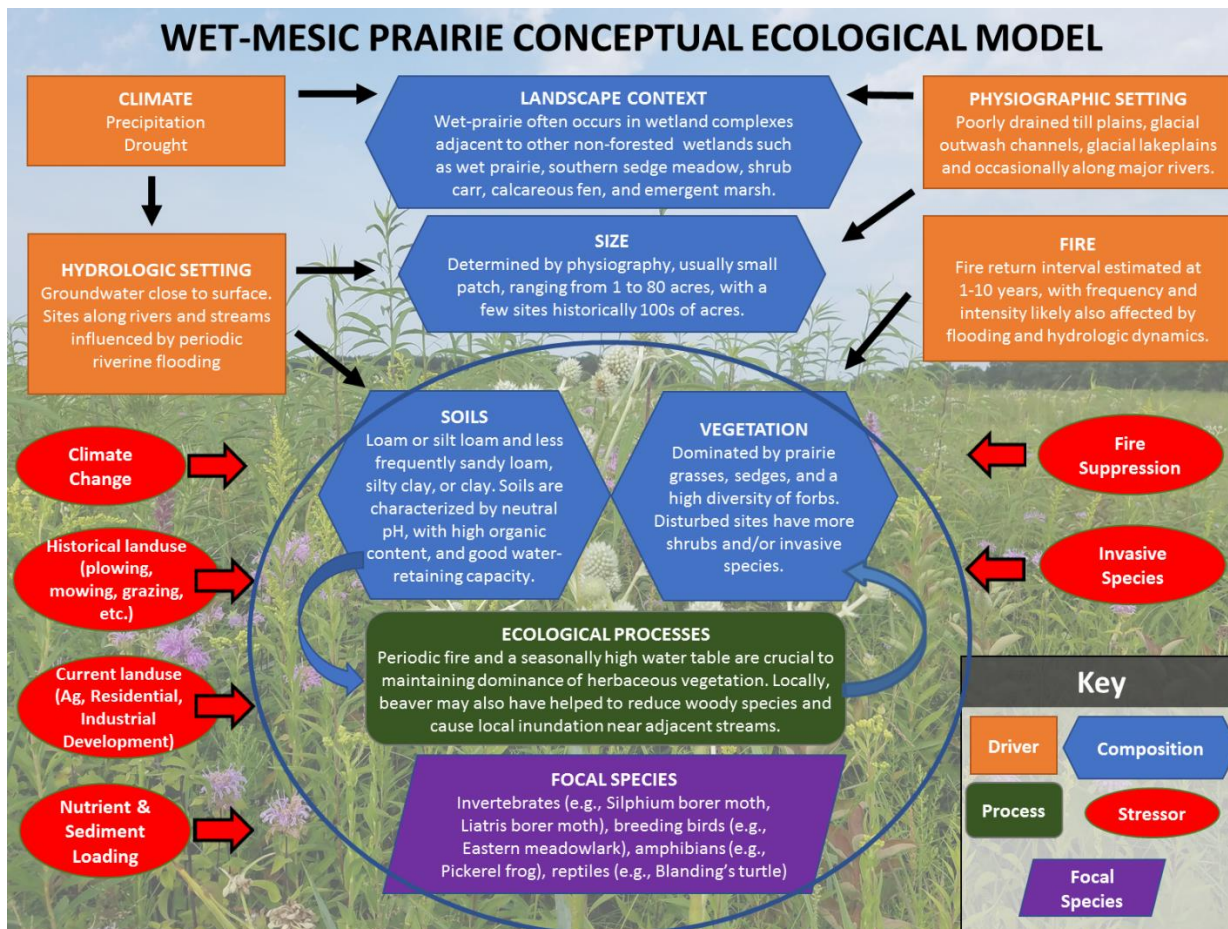 WET-MESIC PRAIRIE CONCEPTUAL ECOLOGICAL MODEL
CLIMATE
Precipitation
Drought
LANDSCAPE CONTEXT
Wet-prairie often occurs in wetland complexes
adjacent to other non-forested wetlands such
as wet prairie, southern sedge meadow, shrub
carr, calcareous fen, and emergent marsh.
PHYSIOGRAPHIC SETTING
Poorly drained till plains, glacial
outwash channels, glacial lakeplains
and occasionally along major rivers.
HYDROLOGIC SETTING
Groundwater close to surface.
Sites along rivers and streams
influenced by periodic
riverine flooding
SIZE
Determined by physiography, usually small
patch, ranging from 1 to 80 acres, with a
few sites historically 100s of acres.
FIRE
Fire return interval estimated at
1-10 years, with frequency and
intensity likely also affected by
flooding and hydrologic dynamics.
SOILS
Loam or silt loam and less
frequently sandy loam,
silty clay, or clay. Soils are
characterized by neutral
pH, with high organic
content, and good water-
retaining capacity.
VEGETATION
Dominated by prairie
grasses, sedges, and a
high diversity of forbs.
Disturbed sites have more
shrubs and/or invasive
species.
Climate
Change
Historical landuse
(plowing,
mowing, grazing,
etc.)
Current landuse
(Ag, Residential,
Industrial
Development)
Nutrient &
Sediment
Loading
Fire
Suppression
Invasive
Species
ECOLOGICAL PROCESSES
Periodic fire and a seasonally high water table are crucial to
maintaining dominance of herbaceous vegetation. Locally,
beaver may also have helped to reduce woody species and
cause local inundation near adjacent streams.
FOCAL SPECIES
Invertebrates (e.g., Silphium borer moth,
Liatris borer moth), breeding birds (e.g.,
Eastern meadowlark), amphibians (e.g.,
Pickerel frog), reptiles (e.g., Blanding's turtle)
Key
Driver
Composition
Process
Stressor
Focal
Species